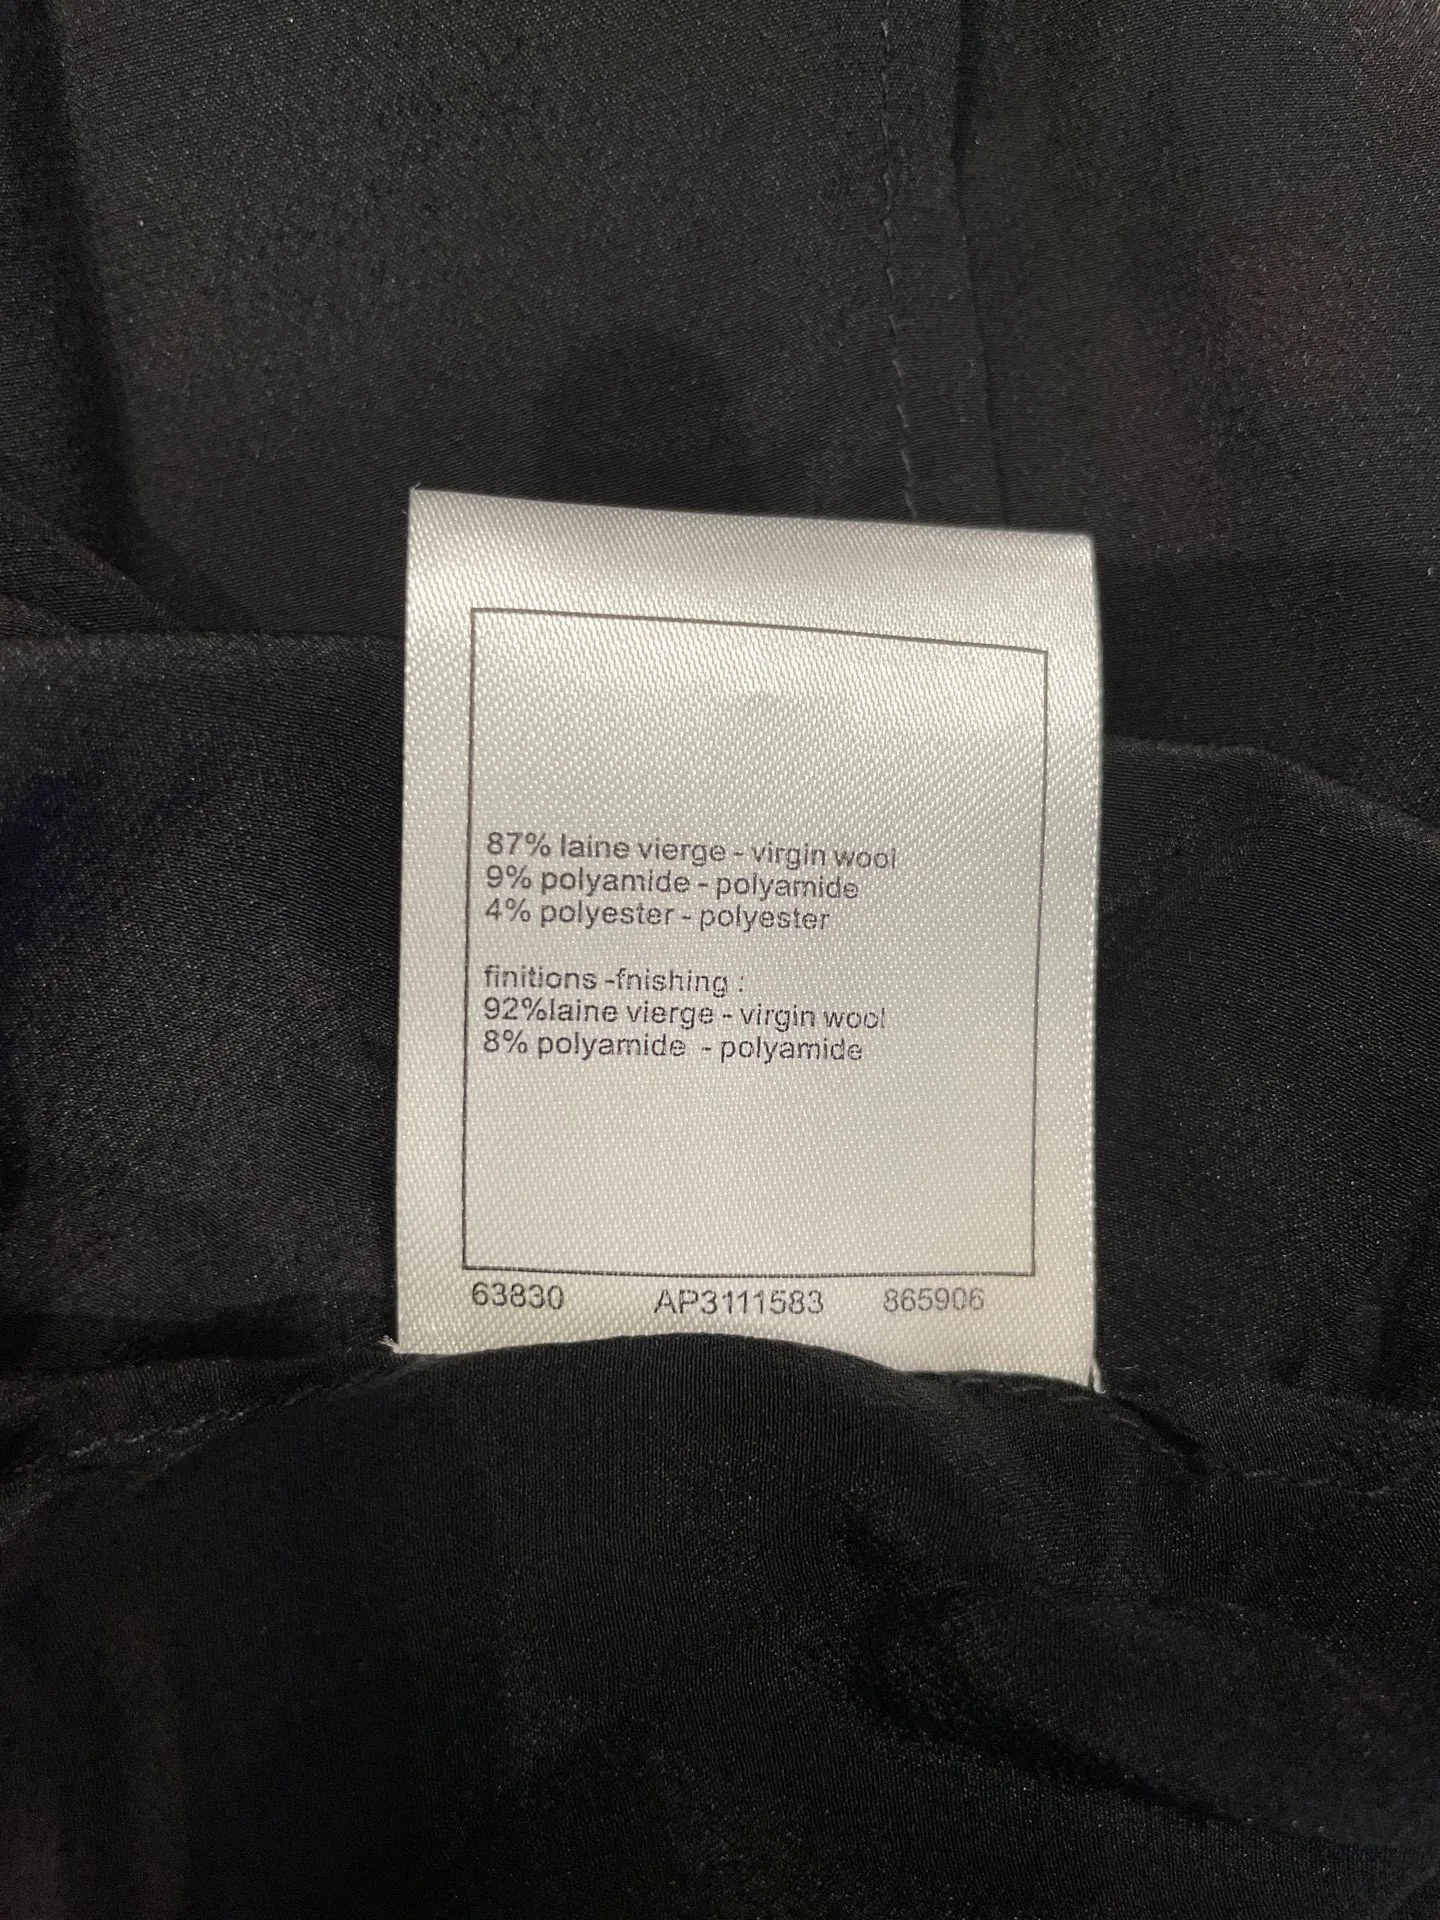 87% laine vierge - virgin wool
9% polyamide - polyamide
4% polyester - polyester
finitions -fnishing :
92%laine vierge - virgin wool
8% polyamide - polyamide
63830 AP3111583 865906